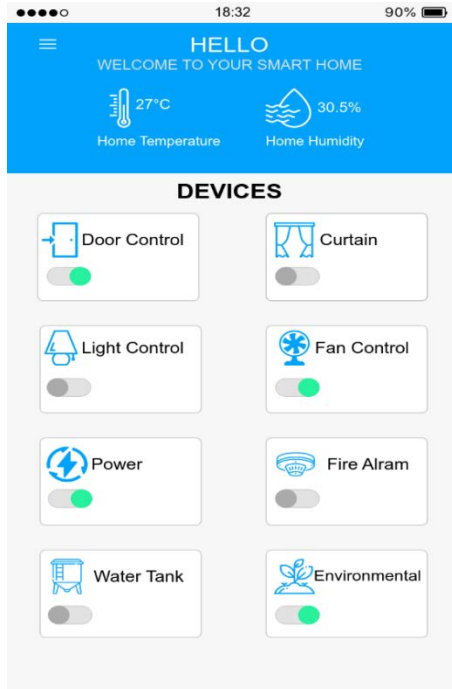 18:32 90%
HELLO
WELCOME TO YOUR SMART HOME
27°C 30.5%
Home Temperature Home Humidity
DEVICES
Door Control Curtain
Light Control Fan Control
Power Fire Alram
Water Tank Environmental